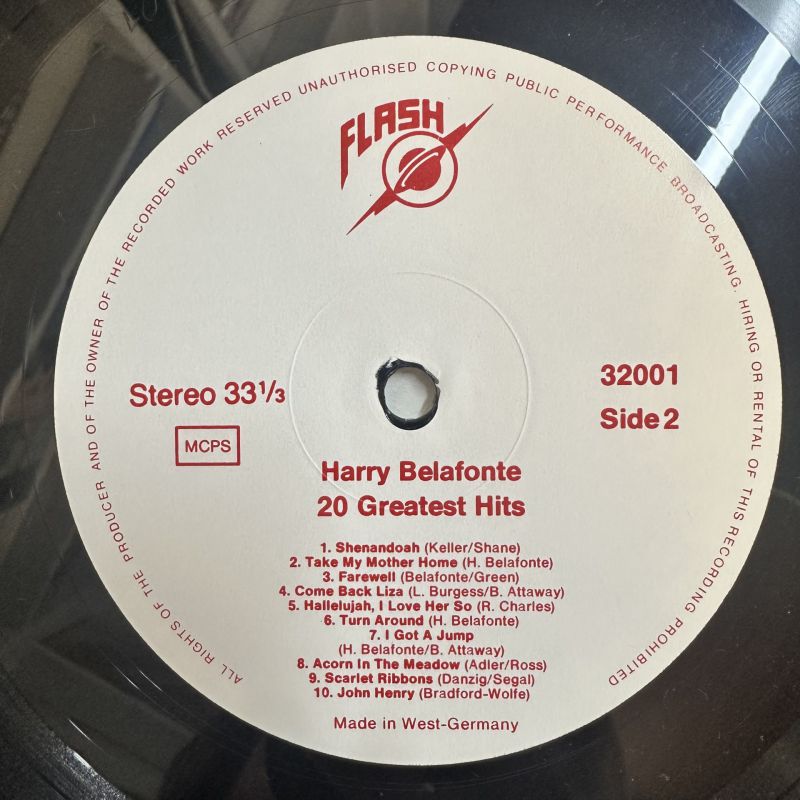 ALL RIGHTS OF THE PRODUCER AND OF THE OWNER OF THE RECORDED WORK RESERVED UNAUTHORISED COPYING PUBLIC PERFORMANCE BROADCASTING, HIRING OR RENTAL OF THIS RECORDING PROHIBITED
FLASH
Stereo 33 1/3
MCPS
32001
Side 2
Harry Belafonte
20 Greatest Hits
1. Shenandoah (Keller/Shane)
2. Take My Mother Home (H. Belafonte)
3. Farewell (Belafonte/Green)
4. Come Back Liza (L. Burgess/B. Attaway)
5. Hallelujah, I Love Her So (R. Charles)
6. Turn Around (H. Belafonte)
7. I Got A Jump
(H. Belafonte/B. Attaway)
8. Acorn In The Meadow (Adler/Ross)
9. Scarlet Ribbons (Danzig/Segal)
10. John Henry (Bradford-Wolfe)
Made in West-Germany